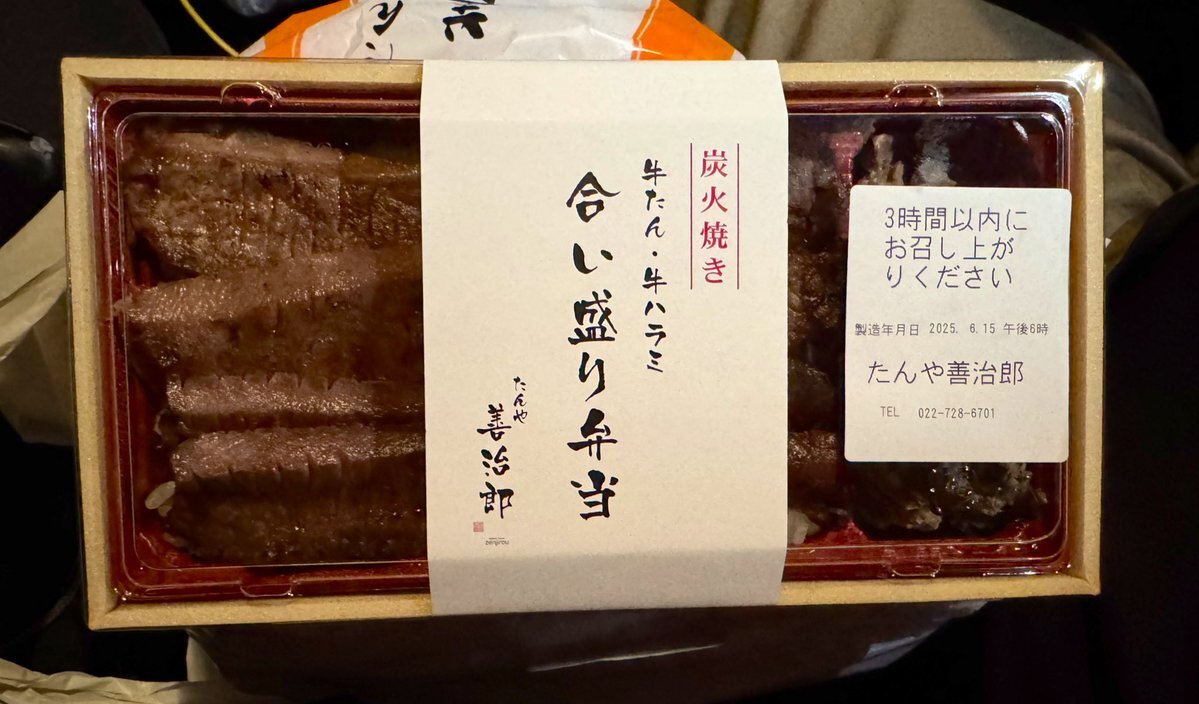 炭火焼き
牛たん・牛ハラミ
合い盛り弁当
たんや
善治郎
zenjirou
3時間以内に
お召し上が
りください
製造年月日 2025. 6.15 午後6時
たんや善治郎
TEL 022-728-6701